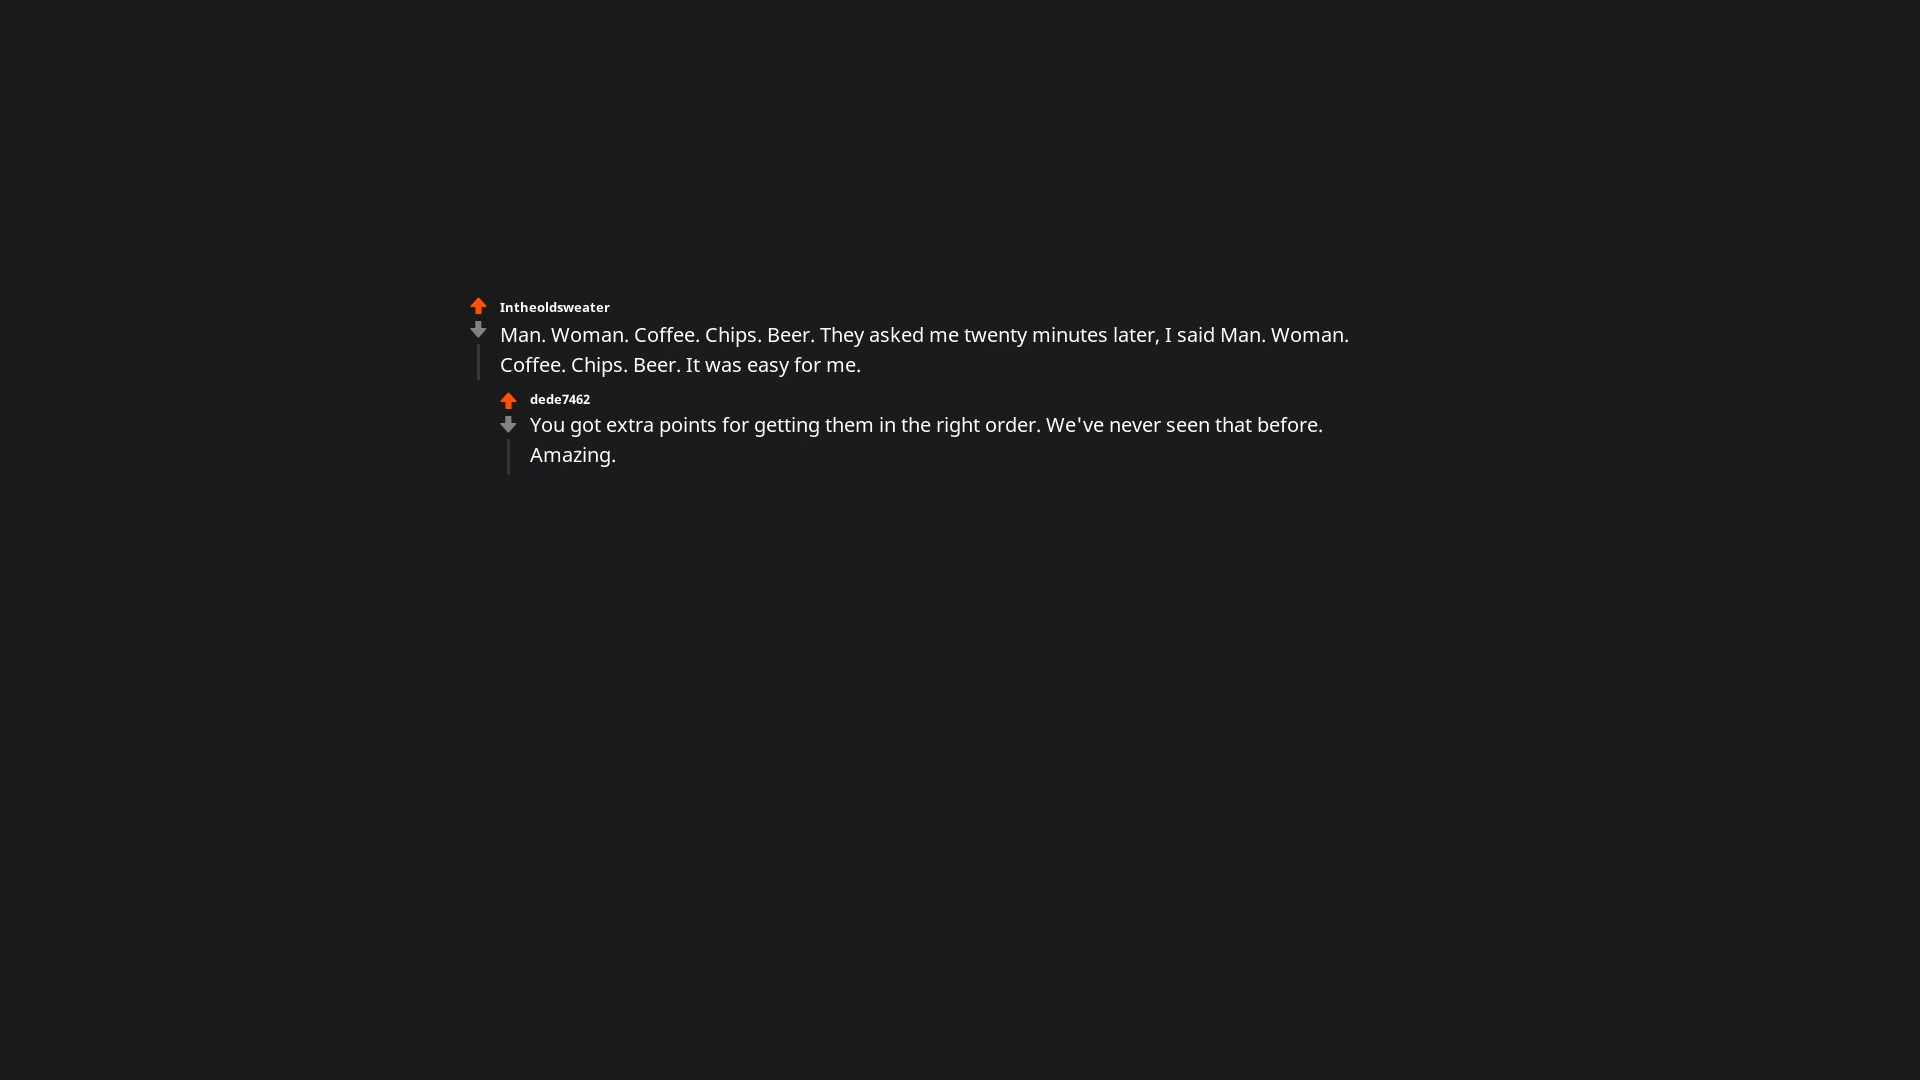 Intheoldsweater
Man. Woman. Coffee. Chips. Beer. They asked me twenty minutes later, I said Man. Woman.
Coffee. Chips. Beer. It was easy for me.
dede7462
You got extra points for getting them in the right order. We've never seen that before.
Amazing.